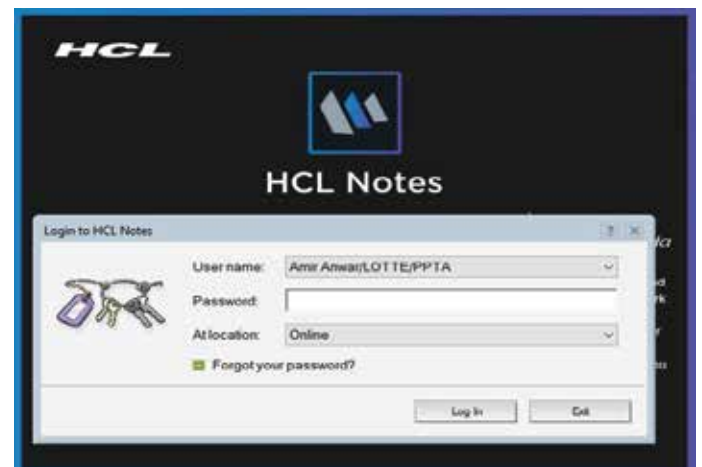 HCL
HCL Notes
Login to HCL Notes
? ×
User name: Amir Anwar/LOTTE/PPTA
Password:
At location: Online
Forgot your password?
Log In Exit